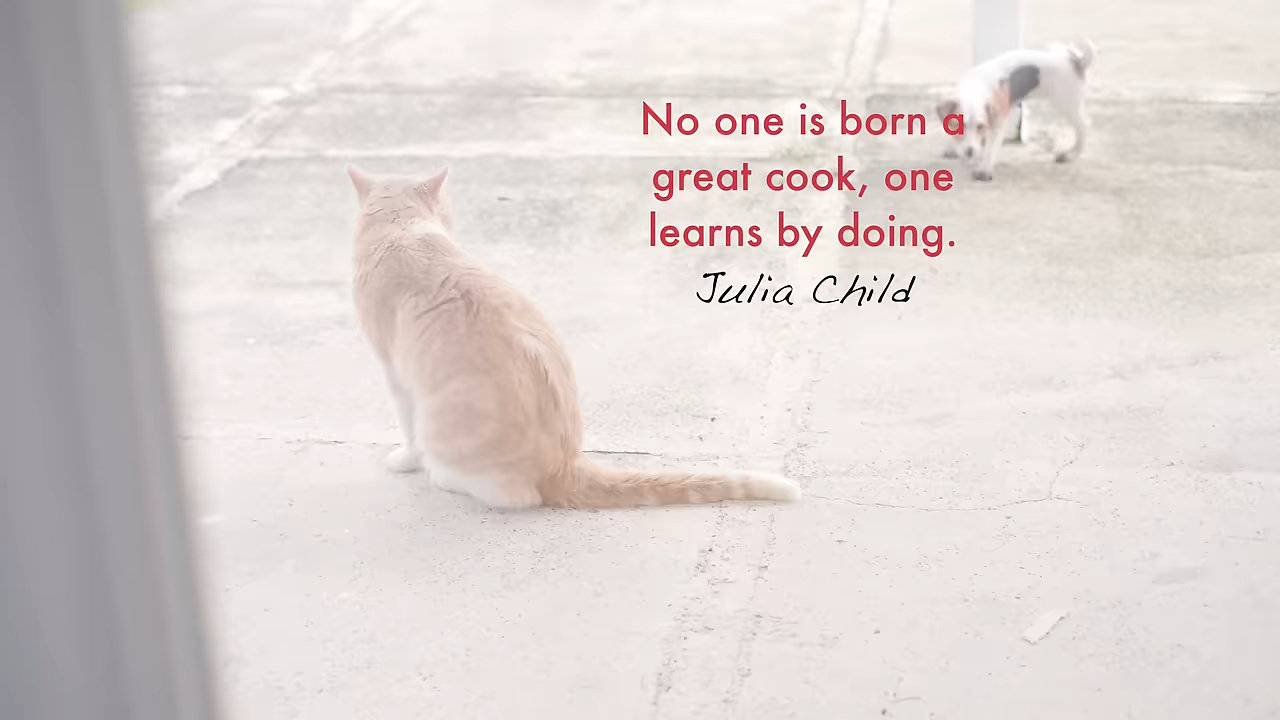 No one is born a
great cook, one
learns by doing.
Julia Child